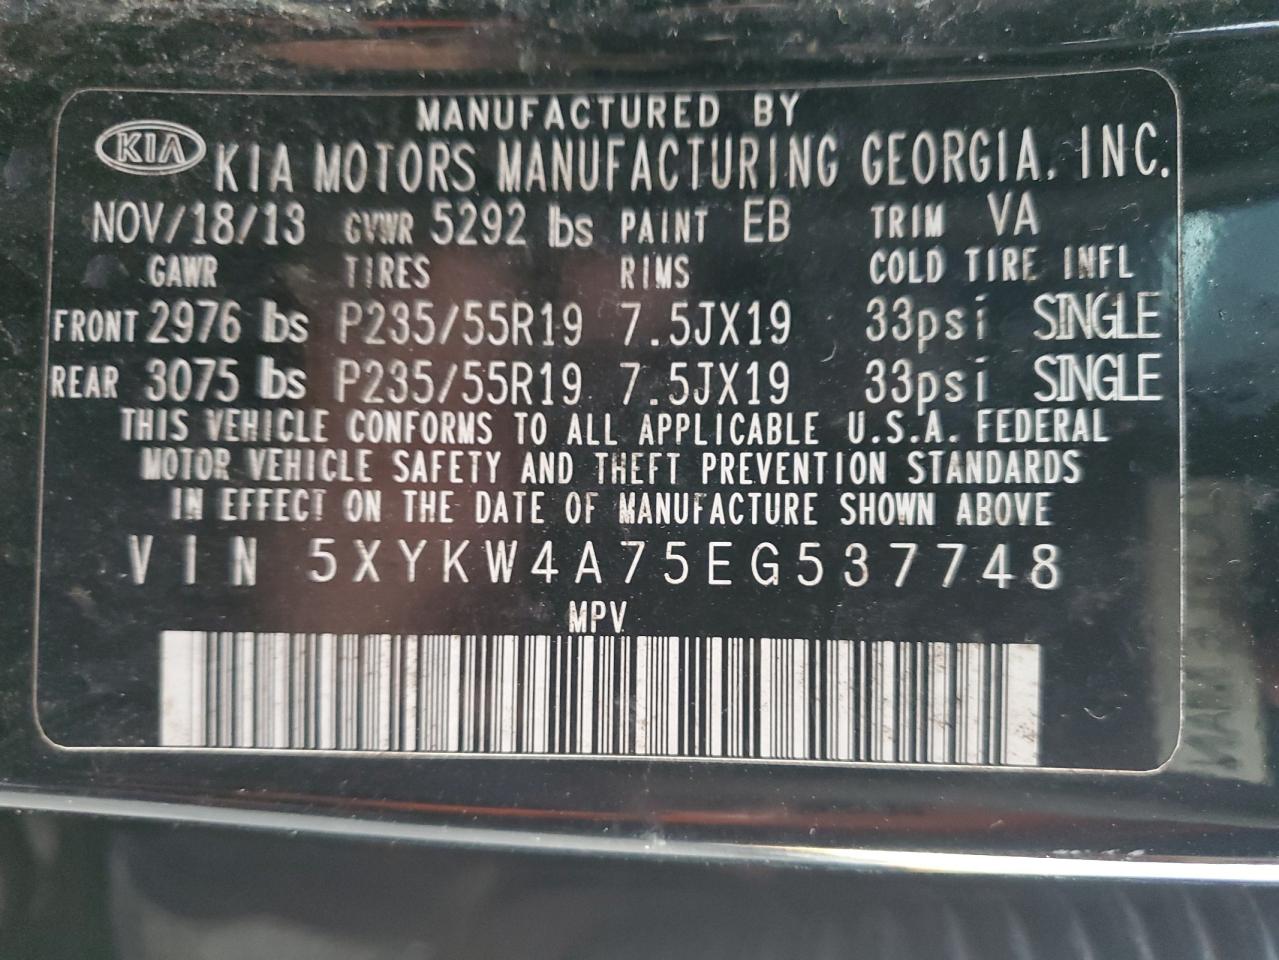 MANUFACTURED BY
KIA KIA MOTORS MANUFACTURING GEORGIA, INC.
NOV/18/13 GVWR 5292 lbs PAINT EB TRIM VA
GAWR TIRES RIMS COLD TIRE INFL
FRONT 2976 lbs P235/55R19 7.5JX19 33psi SINGLE
REAR 3075 lbs P235/55R19 7.5JX19 33psi SINGLE
THIS VEHICLE CONFORMS TO ALL APPLICABLE U.S.A. FEDERAL
MOTOR VEHICLE SAFETY AND THEFT PREVENTION STANDARDS
IN EFFECT ON THE DATE OF MANUFACTURE SHOWN ABOVE
VIN 5XYKW4A75EG537748
MPV